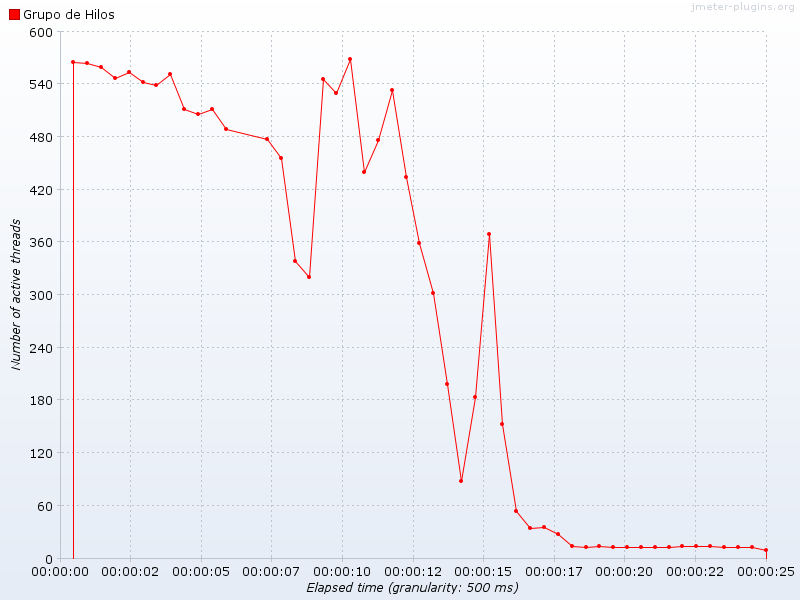 jmeter-plugins.org
Grupo de Hilos
600
540
480
420
360
300
240
180
120
60
0
Number of active threads
00:00:00 00:00:02 00:00:05 00:00:07 00:00:10 00:00:12 00:00:15 00:00:17 00:00:20 00:00:22 00:00:25
Elapsed time (granularity: 500 ms)